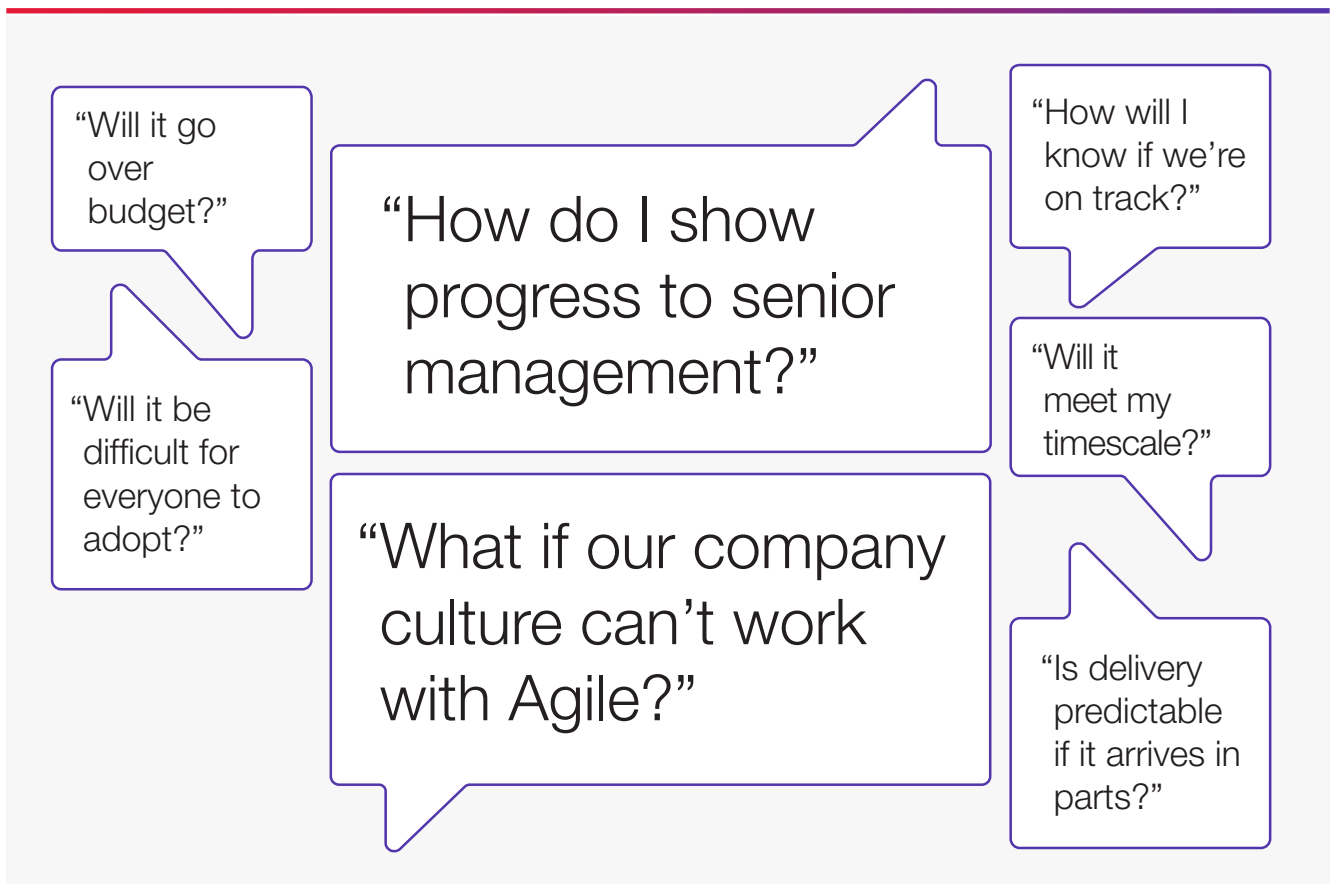 “Will it go
over
budget?”
“Will it be
difficult for
everyone to
adopt?”
“How do I show
progress to senior
management?”
“What if our company
culture can’t work
with Agile?”
“How will I
know if we’re
on track?”
“Will it
meet my
timescale?”
“Is delivery
predictable
if it arrives in
parts?”